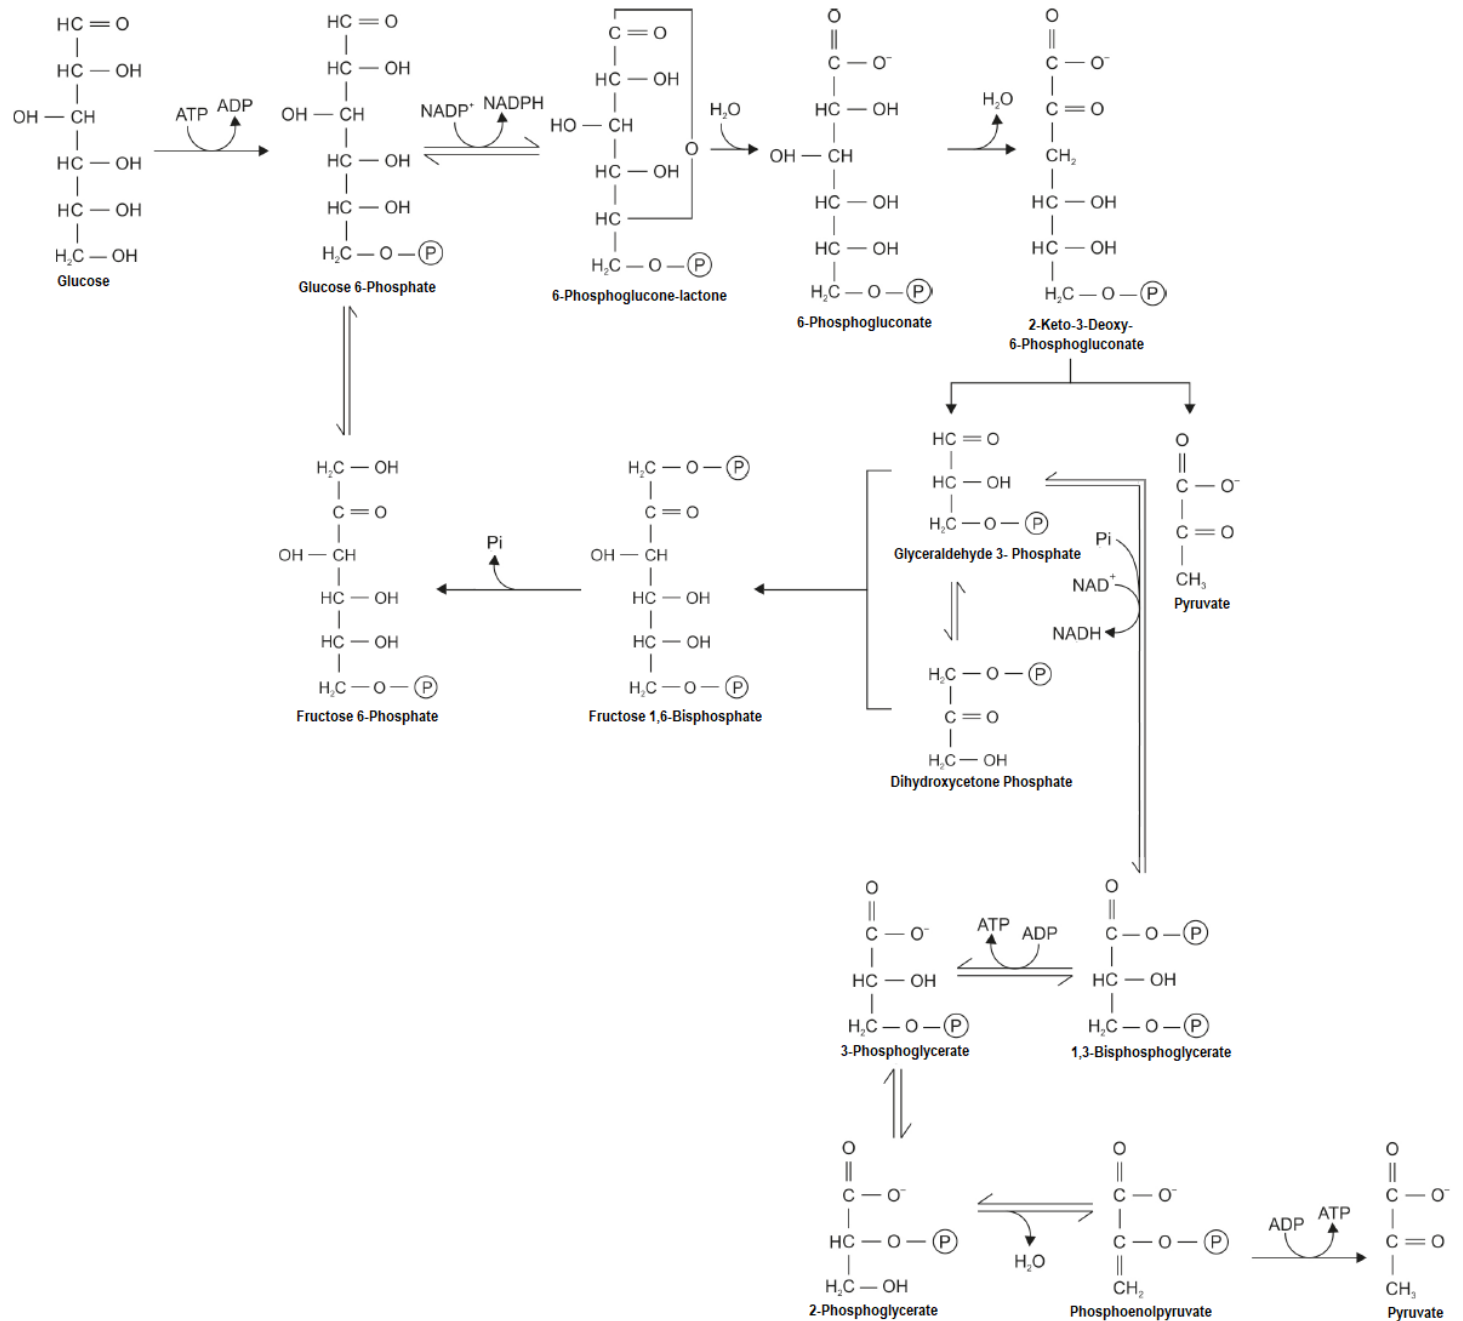 HC = O
HC — OH
OH — CH
HC — OH
HC — OH
H₂C — OH
Glucose
ATP
ADP
HC = O
HC — OH
OH — CH
HC — OH
HC — OH
H₂C — O — P
Glucose 6-Phosphate
NADP⁺
NADPH
C = O
HC — OH
HO — CH
O
HC — OH
HC
H₂C — O — P
6-Phosphoglucone-lactone
H₂O
O
C — O⁻
HC — OH
OH — CH
HC — OH
HC — OH
H₂C — O — P
6-Phosphogluconate
H₂O
O
C — O⁻
C = O
CH₂
HC — OH
HC — OH
H₂C — O — P
2-Keto-3-Deoxy-
6-Phosphogluconate
H₂C — OH
C = O
OH — CH
HC — OH
HC — OH
H₂C — O — P
Fructose 6-Phosphate
Pi
H₂C — O — P
C = O
OH — CH
HC — OH
HC — OH
H₂C — O — P
Fructose 1,6-Bisphosphate
HC = O
HC — OH
H₂C — O — P
Glyceraldehyde 3- Phosphate
Pi
NAD⁺
NADH
O
C — O⁻
C = O
CH₃
Pyruvate
H₂C — O — P
C = O
H₂C — OH
Dihydroxycetone Phosphate
O
C — O⁻
HC — OH
H₂C — O — P
3-Phosphoglycerate
ATP
ADP
O
C — O — P
HC — OH
H₂C — O — P
1,3-Bisphosphoglycerate
O
C — O⁻
HC — O — P
H₂C — OH
2-Phosphoglycerate
H₂O
O
C — O⁻
C — O — P
CH₂
Phosphoenolpyruvate
ADP
ATP
O
C — O⁻
C = O
CH₃
Pyruvate